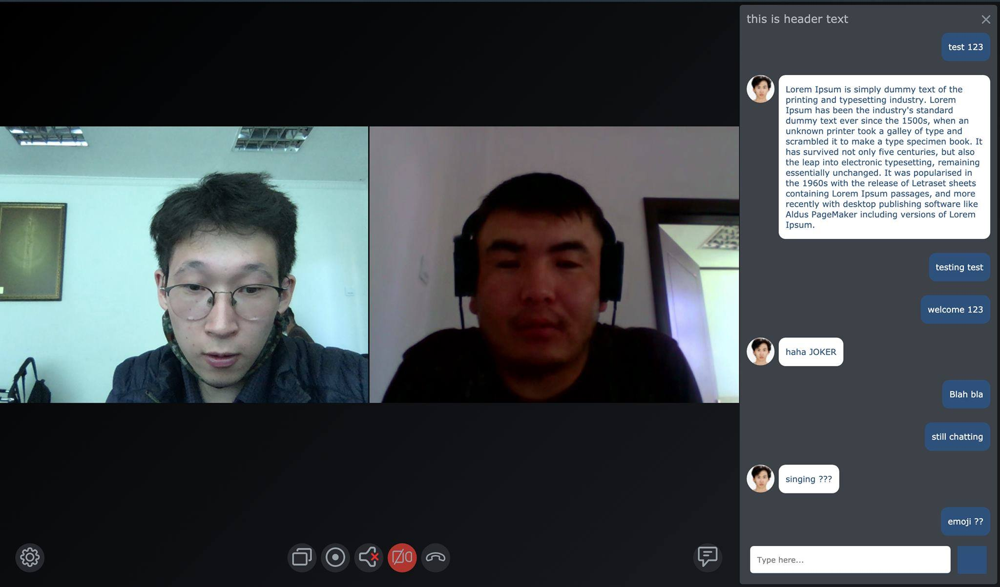 this is header text
test 123
Lorem Ipsum is simply dummy text of the
printing and typesetting industry. Lorem
Ipsum has been the industry's standard
dummy text ever since the 1500s, when an
unknown printer took a galley of type and
scrambled it to make a type specimen book. It
has survived not only five centuries, but also
the leap into electronic typesetting, remaining
essentially unchanged. It was popularised in
the 1960s with the release of Letraset sheets
containing Lorem Ipsum passages, and more
recently with desktop publishing software like
Aldus PageMaker including versions of Lorem
Ipsum.
testing test
welcome 123
haha JOKER
Blah bla
still chatting
singing ???
emoji ??
Type here...